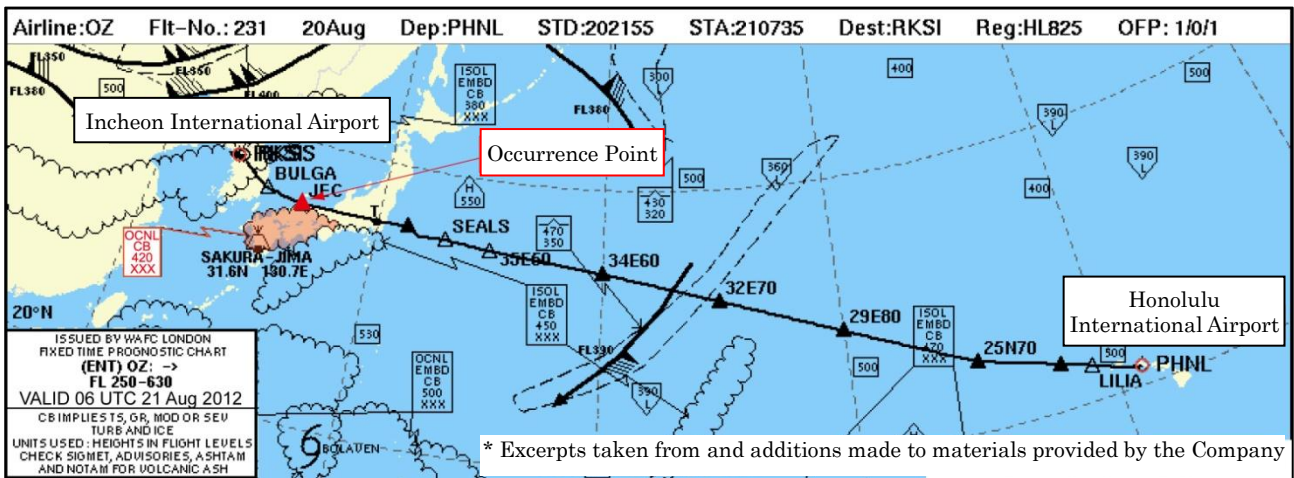 Airline:OZ Flt-No.: 231 20Aug Dep:PHNL STD:202155 STA:210735 Dest:RKSI Reg:HL825 OFP: 1/0/1
FL350
FL380
500
FL350
FL400
ISOL
EMBD
CB
380
XXX
FL380
300
400
500
390
L
Incheon International Airport
Occurrence Point
RKSI
BULGA
JEC
H
550
500
430
320
360
L
390
L
400
OCNL
CB
420
XXX
SAKURA-JIMA
31.6N 130.7E
T
SEALS
35E60
470
350
34E60
32E70
29E80
25N70
LILIA
PHNL
500
Honolulu
International Airport
20°N
530
ISOL
EMBD
CB
450
XXX
FL390
390
L
500
ISOL
EMBD
CB
470
XXX
OCNL
EMBD
CB
500
XXX
BOLAVEN
ISSUED BY WAFC LONDON
FIXED TIME PROGNOSTIC CHART
(ENT) OZ: ->
FL 250-630
VALID 06 UTC 21 Aug 2012
CB IMPLIES TS, GR, MOD OR SEV
TURB AND ICE
UNITS USED : HEIGHTS IN FLIGHT LEVELS
CHECK SIGMET, ADVISORIES, ASHTAM
AND NOTAM FOR VOLCANIC ASH
* Excerpts taken from and additions made to materials provided by the Company